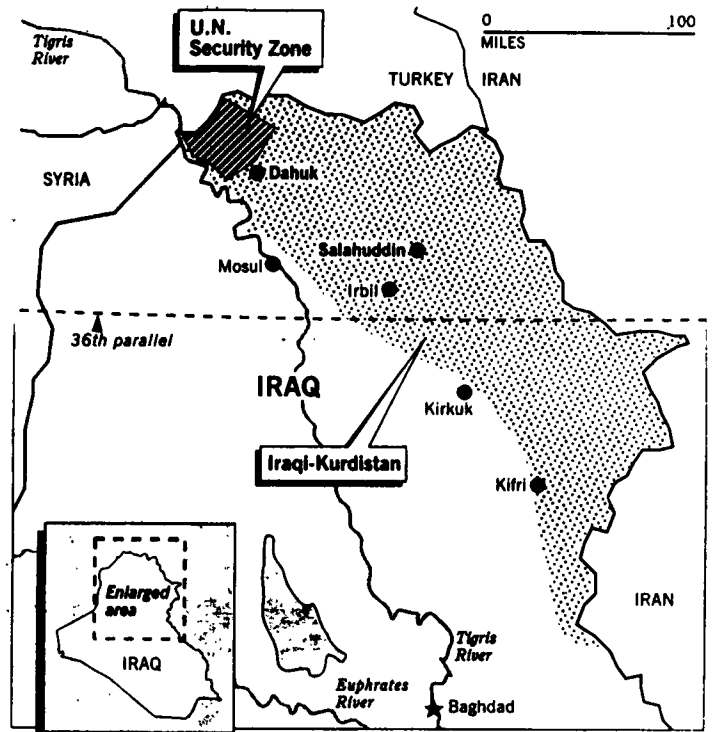 0 100
MILES
Tigris
River
U.N.
Security Zone
TURKEY
IRAN
SYRIA
Dahuk
Salahuddin
Mosul
Irbil
36th parallel
IRAQ
Kirkuk
Iraqi-Kurdistan
Kifri
Enlarged
area
IRAQ
IRAN
Tigris
River
Euphrates
River
Baghdad